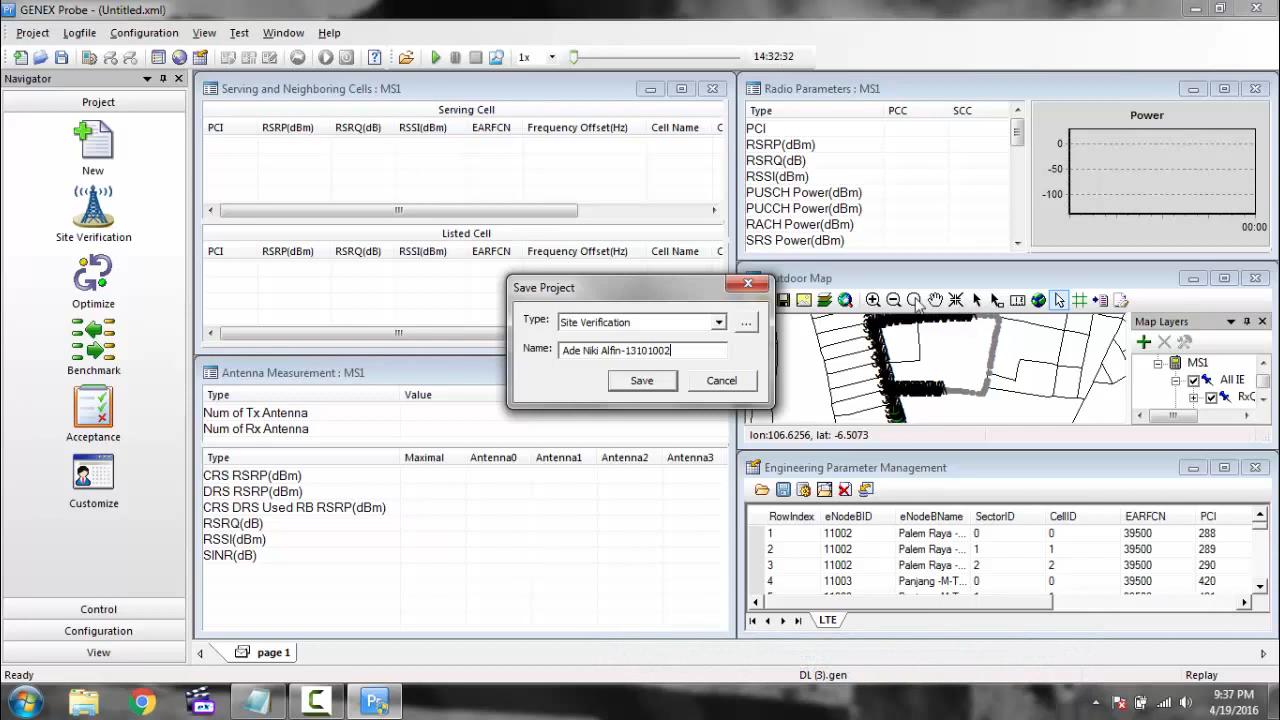 GENEX Probe - (Untitled.xml)
Project Logfile Configuration View Test Window Help
1x 14:32:32
Navigator
Project
New
Site Verification
Optimize
Benchmark
Acceptance
Customize
Control
Configuration
View
Serving and Neighboring Cells : MS1
Serving Cell
PCI RSRP(dBm) RSRQ(dB) RSSI(dBm) EARFCN Frequency Offset(Hz) Cell Name C
Listed Cell
PCI RSRP(dBm) RSRQ(dB) RSSI(dBm) EARFCN Frequency Offset(Hz) Cell Name C
Antenna Measurement : MS1
Type Value
Num of Tx Antenna
Num of Rx Antenna
Type Maximal Antenna0 Antenna1 Antenna2 Antenna3
CRS RSRP(dBm)
DRS RSRP(dBm)
CRS DRS Used RB RSRP(dBm)
RSRQ(dB)
RSSI(dBm)
SINR(dB)
Save Project
Type: Site Verification ...
Name: Ade Niki Alfin-13101002
Save Cancel
Radio Parameters : MS1
Type PCC SCC
PCI
RSRP(dBm)
RSRQ(dB)
RSSI(dBm)
PUSCH Power(dBm)
PUCCH Power(dBm)
RACH Power(dBm)
SRS Power(dBm)
Power
0
-50
-100
00:00
utdoor Map
Map Layers
MS1
All IE
RxQ
lon:106.6256, lat: -6.5073
Engineering Parameter Management
RowIndex eNodeBID eNodeBName SectorID CellID EARFCN PCI
1 11002 Palem Raya -... 0 0 39500 288
2 11002 Palem Raya -... 1 1 39500 289
3 11002 Palem Raya -... 2 2 39500 290
4 11003 Panjang -M-T... 0 0 39500 420
LTE
page 1
Ready DL (3).gen Replay
9:37 PM
4/19/2016